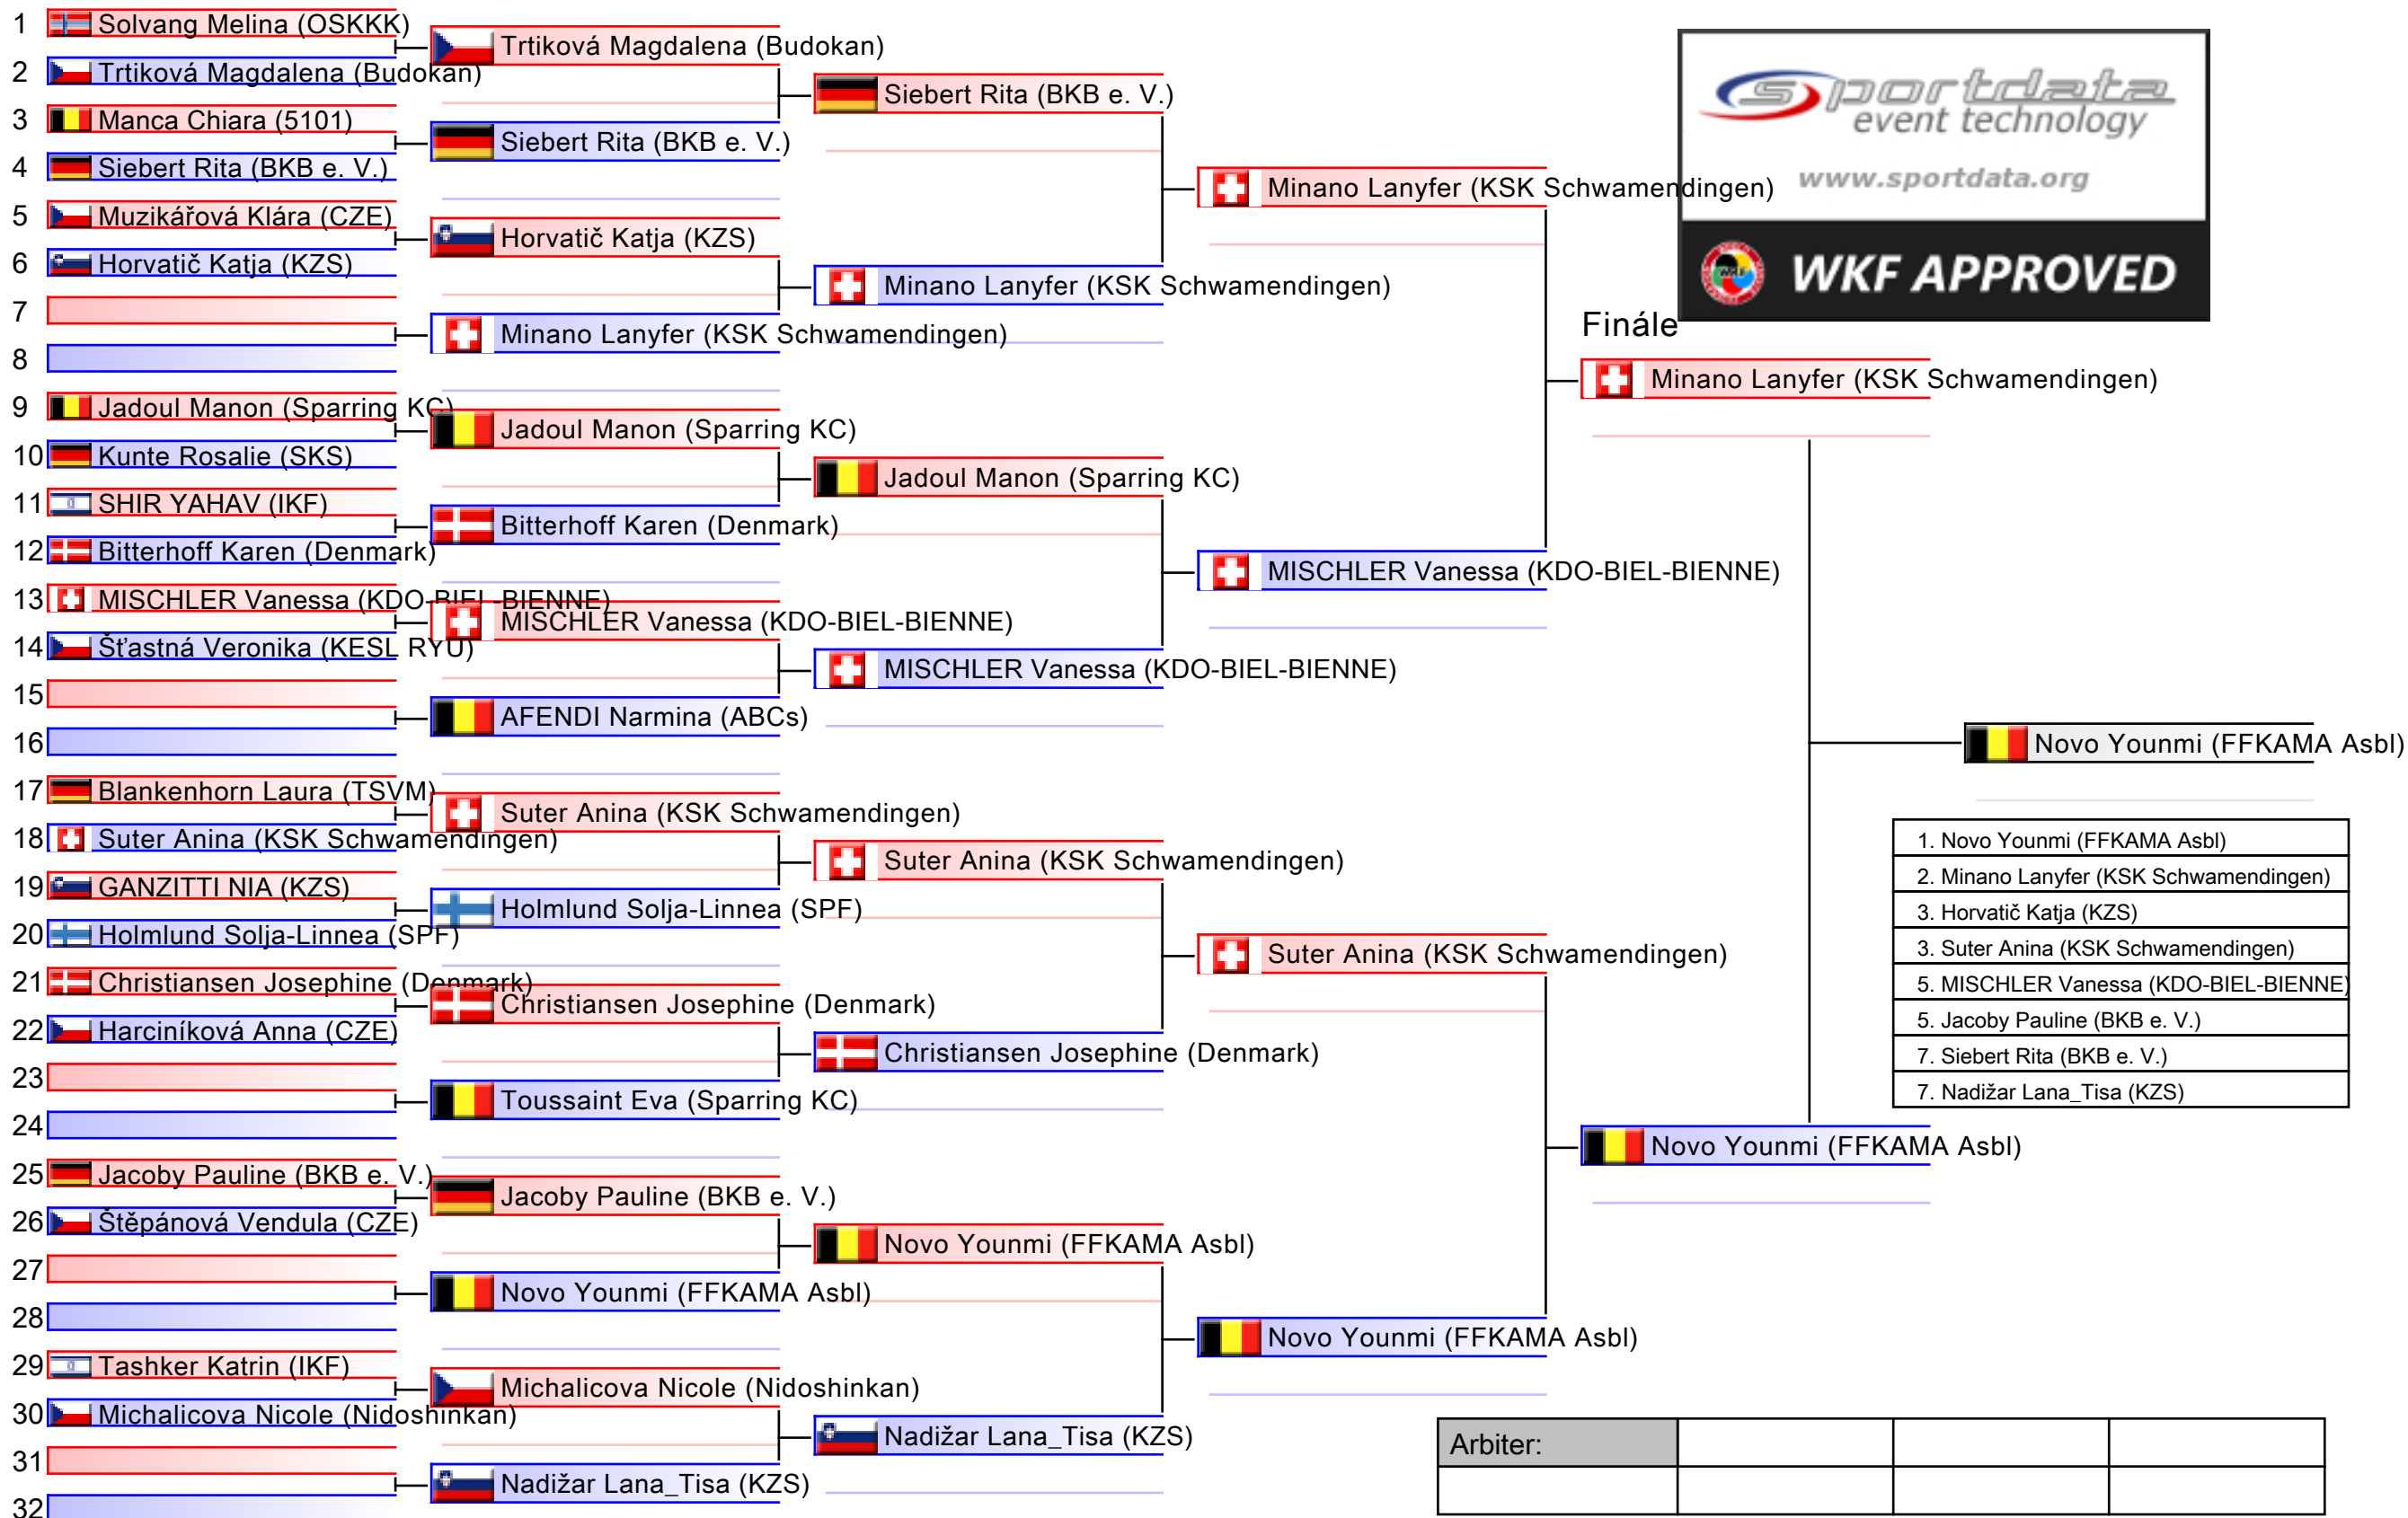 1 Solvang Melina (OSKKK)
2 Trtiková Magdalena (Budokan)
3 Manca Chiara (5101)
4 Siebert Rita (BKB e. V.)
5 Muzikářová Klára (CZE)
6 Horvatič Katja (KZS)
7
8
9 Jadoul Manon (Sparring KC)
10 Kunte Rosalie (SKS)
11 SHIR YAHAV (IKF)
12 Bitterhoff Karen (Denmark)
13 MISCHLER Vanessa (KDO-BIEL-BIENNE)
14 Šťastná Veronika (KESL RYU)
15
16
17 Blankenhorn Laura (TSVM)
18 Suter Anina (KSK Schwamendingen)
19 GANZITTI NIA (KZS)
20 Holmlund Solja-Linnea (SPF)
21 Christiansen Josephine (Denmark)
22 Harciníková Anna (CZE)
23
24
25 Jacoby Pauline (BKB e. V.)
26 Štěpánová Vendula (CZE)
27
28
29 Tashker Katrin (IKF)
30 Michalicova Nicole (Nidoshinkan)
31
32
Trtiková Magdalena (Budokan)
Siebert Rita (BKB e. V.)
Horvatič Katja (KZS)
Minano Lanyfer (KSK Schwamendingen)
Jadoul Manon (Sparring KC)
Bitterhoff Karen (Denmark)
MISCHLER Vanessa (KDO-BIEL-BIENNE)
AFENDI Narmina (ABCs)
Suter Anina (KSK Schwamendingen)
Holmlund Solja-Linnea (SPF)
Christiansen Josephine (Denmark)
Toussaint Eva (Sparring KC)
Jacoby Pauline (BKB e. V.)
Novo Younmi (FFKAMA Asbl)
Michalicova Nicole (Nidoshinkan)
Nadižar Lana_Tisa (KZS)
Siebert Rita (BKB e. V.)
Minano Lanyfer (KSK Schwamendingen)
Jadoul Manon (Sparring KC)
MISCHLER Vanessa (KDO-BIEL-BIENNE)
Suter Anina (KSK Schwamendingen)
Christiansen Josephine (Denmark)
Novo Younmi (FFKAMA Asbl)
Nadižar Lana_Tisa (KZS)
Minano Lanyfer (KSK Schwamendingen)
MISCHLER Vanessa (KDO-BIEL-BIENNE)
Suter Anina (KSK Schwamendingen)
Novo Younmi (FFKAMA Asbl)
Finále
Minano Lanyfer (KSK Schwamendingen)
Novo Younmi (FFKAMA Asbl)
Novo Younmi (FFKAMA Asbl)
sportdata
event technology
www.sportdata.org
WKF
WKF APPROVED
1. Novo Younmi (FFKAMA Asbl)
2. Minano Lanyfer (KSK Schwamendingen)
3. Horvatič Katja (KZS)
3. Suter Anina (KSK Schwamendingen)
5. MISCHLER Vanessa (KDO-BIEL-BIENNE)
5. Jacoby Pauline (BKB e. V.)
7. Siebert Rita (BKB e. V.)
7. Nadižar Lana_Tisa (KZS)
Arbiter: